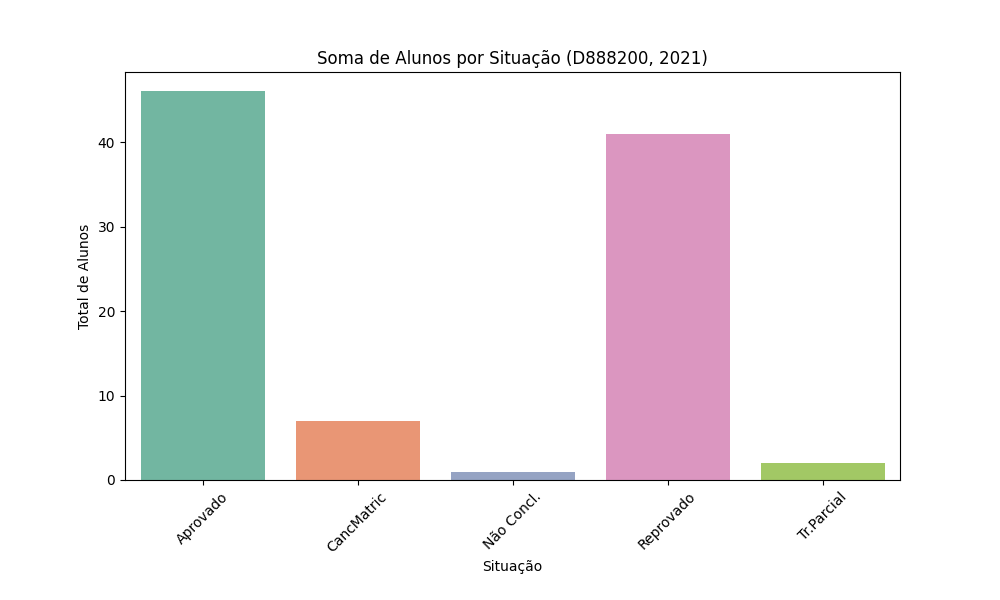 Soma de Alunos por Situação (D888200, 2021)
Total de Alunos
40
30
20
10
0
Aprovado
CancMatric
Não Concl.
Reprovado
Tr.Parcial
Situação